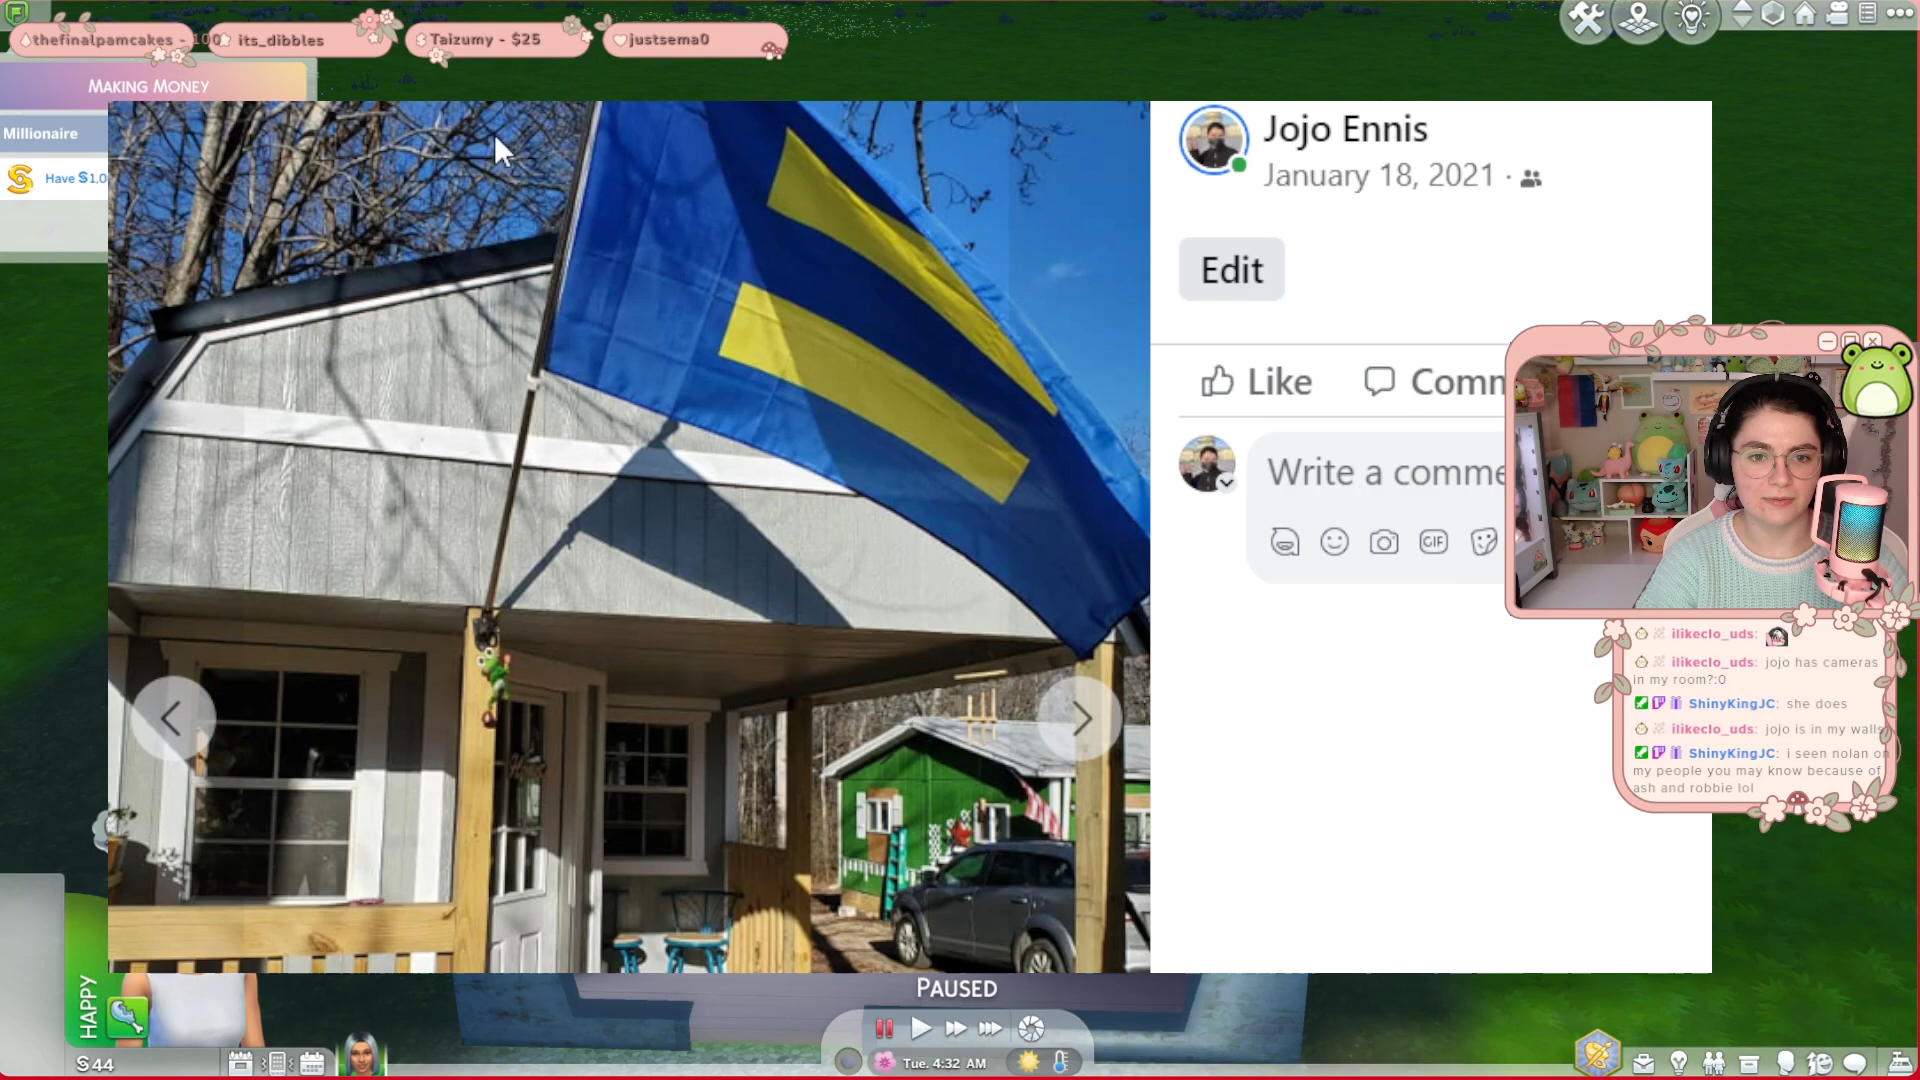 thefinalpamcakes - 100
its_dibbles
Taizumy - $25
justsema0
MAKING MONEY
Millionaire
Have $1,0
Jojo Ennis
January 18, 2021 ·
Edit
Like
Comm
Write a comme
GIF
ilikeclo_uds:
ilikeclo_uds: jojo has cameras
in my room?:0
ShinyKingJC: she does
ilikeclo_uds: jojo is in my walls
ShinyKingJC: i seen nolan on
my people you may know because of
ash and robbie lol
PAUSED
HAPPY
$44
Tue. 4:32 AM